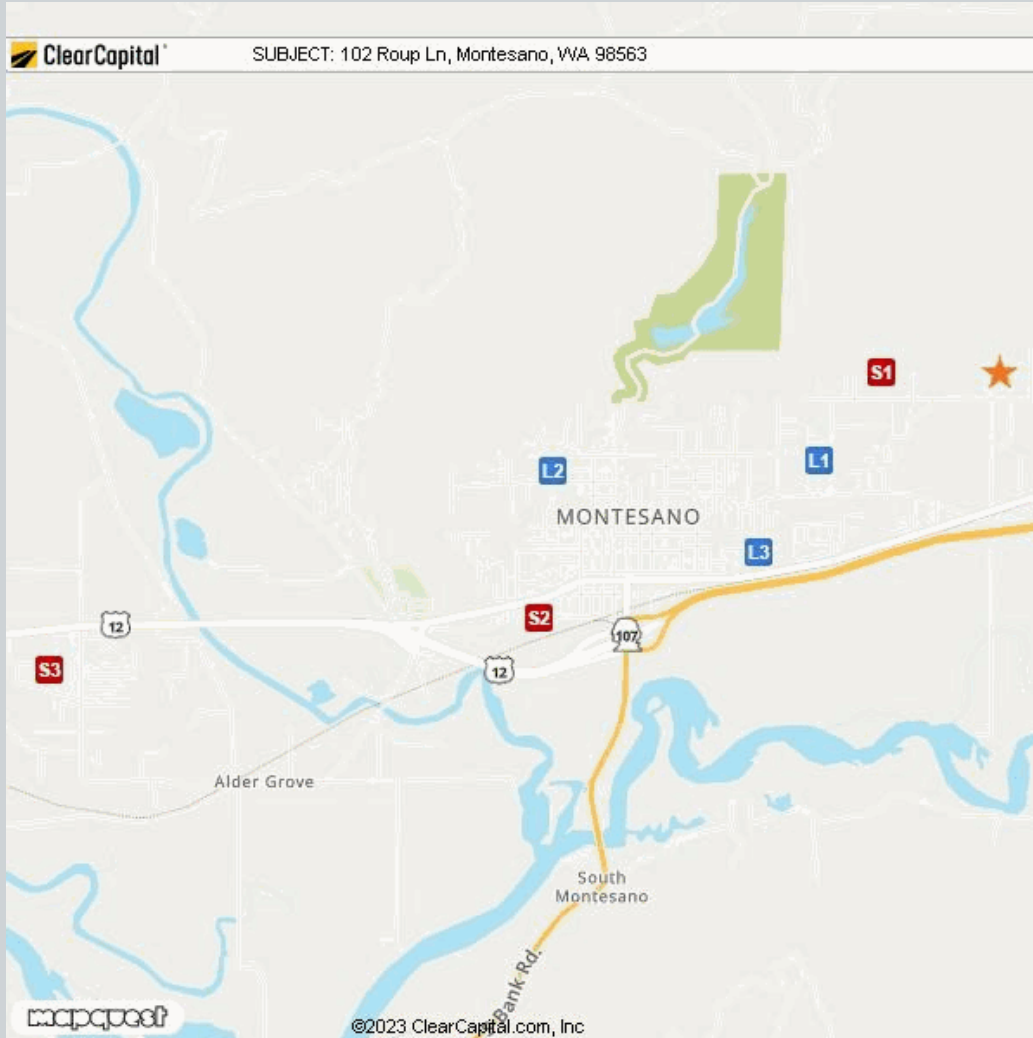 ClearCapital SUBJECT: 102 Roup Ln, Montesano, WA 98563
S1
L1
L2
MONTESANO
L3
S2
12
107
S3
12
Alder Grove
South
Montesano
Bank Rd.
mapquest
©2023 ClearCapital.com, Inc